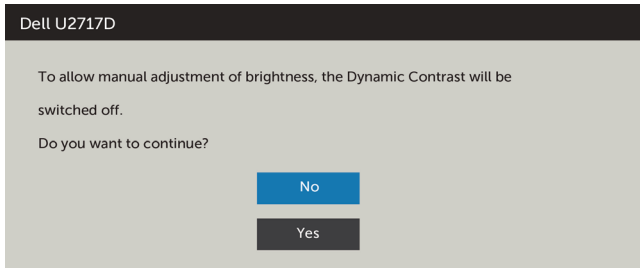 Dell U2717D
To allow manual adjustment of brightness, the Dynamic Contrast will be
switched off.
Do you want to continue?
No
Yes